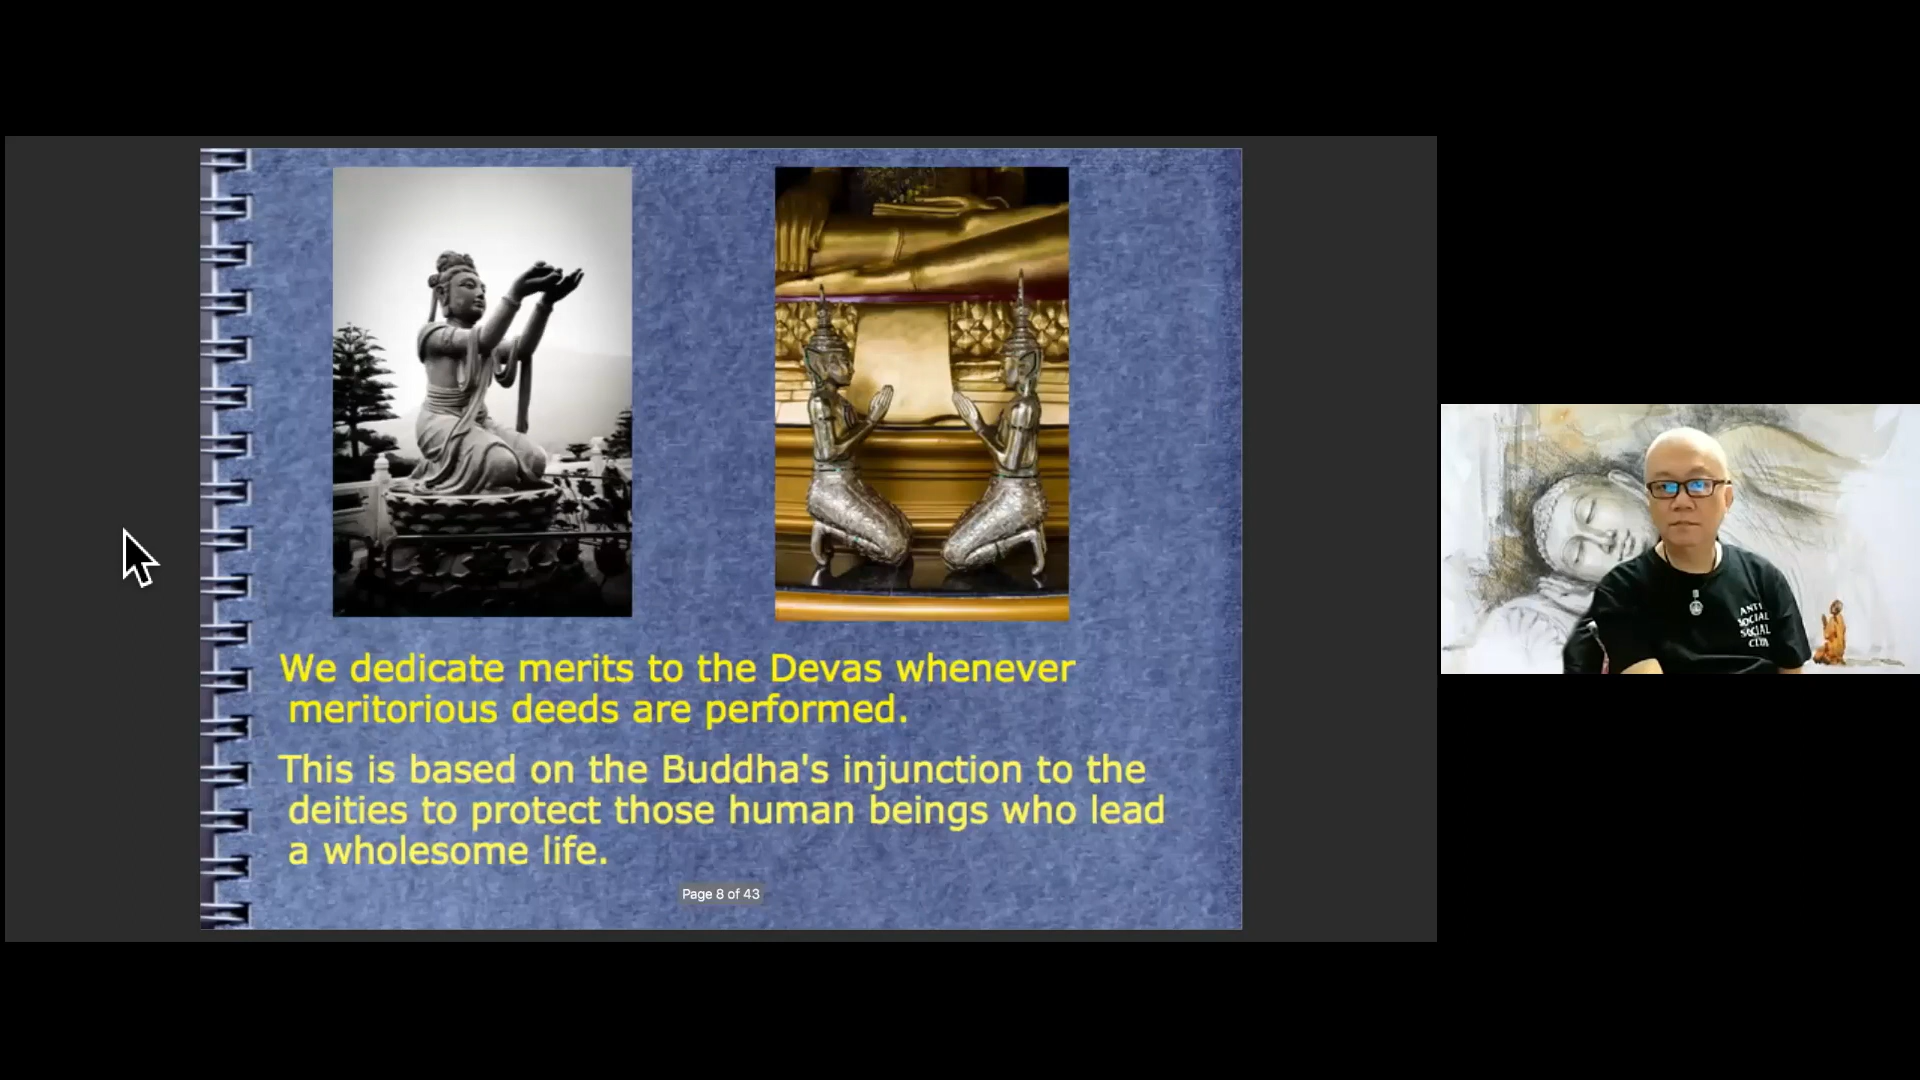 We dedicate merits to the Devas whenever
meritorious deeds are performed.
This is based on the Buddha's injunction to the
deities to protect those human beings who lead
a wholesome life.
Page 8 of 43
ANTI
SOCIAL
SOCIAL
CLUB